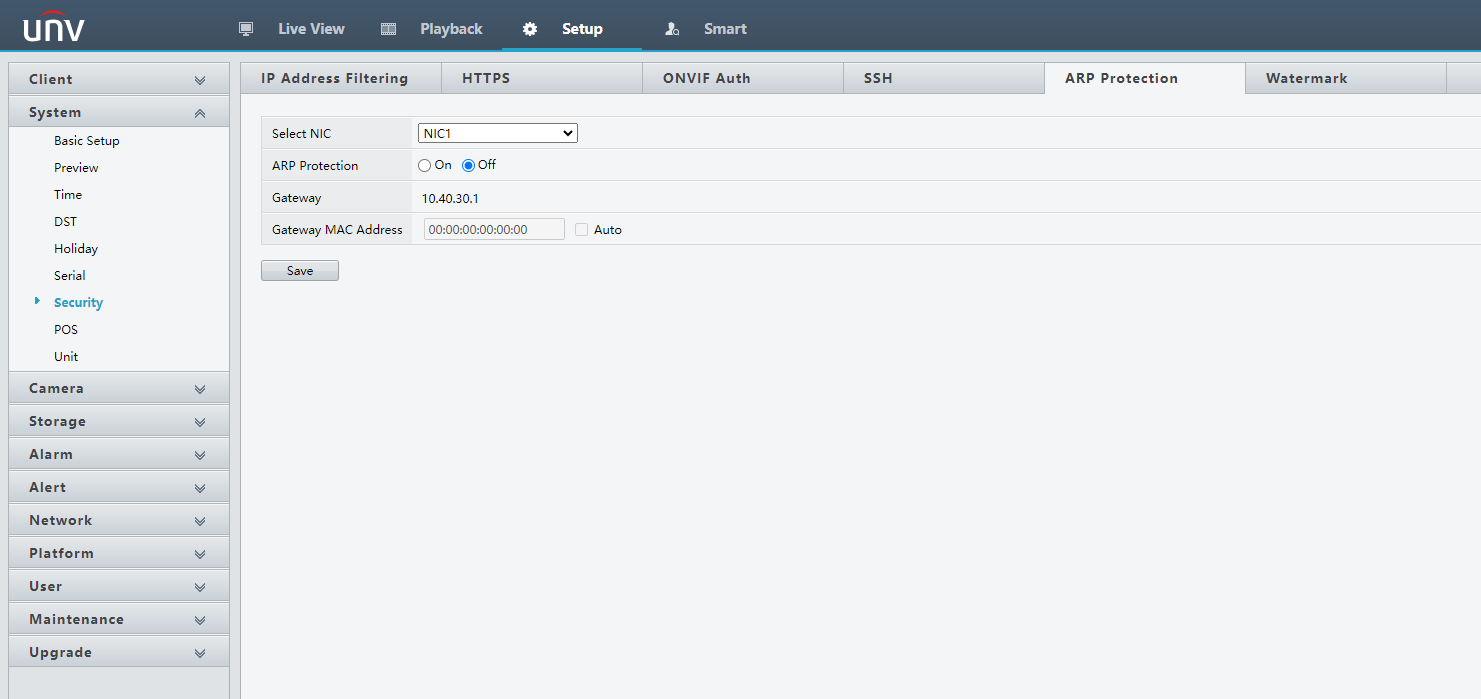 unv Live View Playback Setup Smart
Client
System
Basic Setup
Preview
Time
DST
Holiday
Serial
Security
POS
Unit
Camera
Storage
Alarm
Alert
Network
Platform
User
Maintenance
Upgrade
IP Address Filtering HTTPS ONVIF Auth SSH ARP Protection Watermark
Select NIC NIC1
ARP Protection On Off
Gateway 10.40.30.1
Gateway MAC Address 00:00:00:00:00:00 Auto
Save